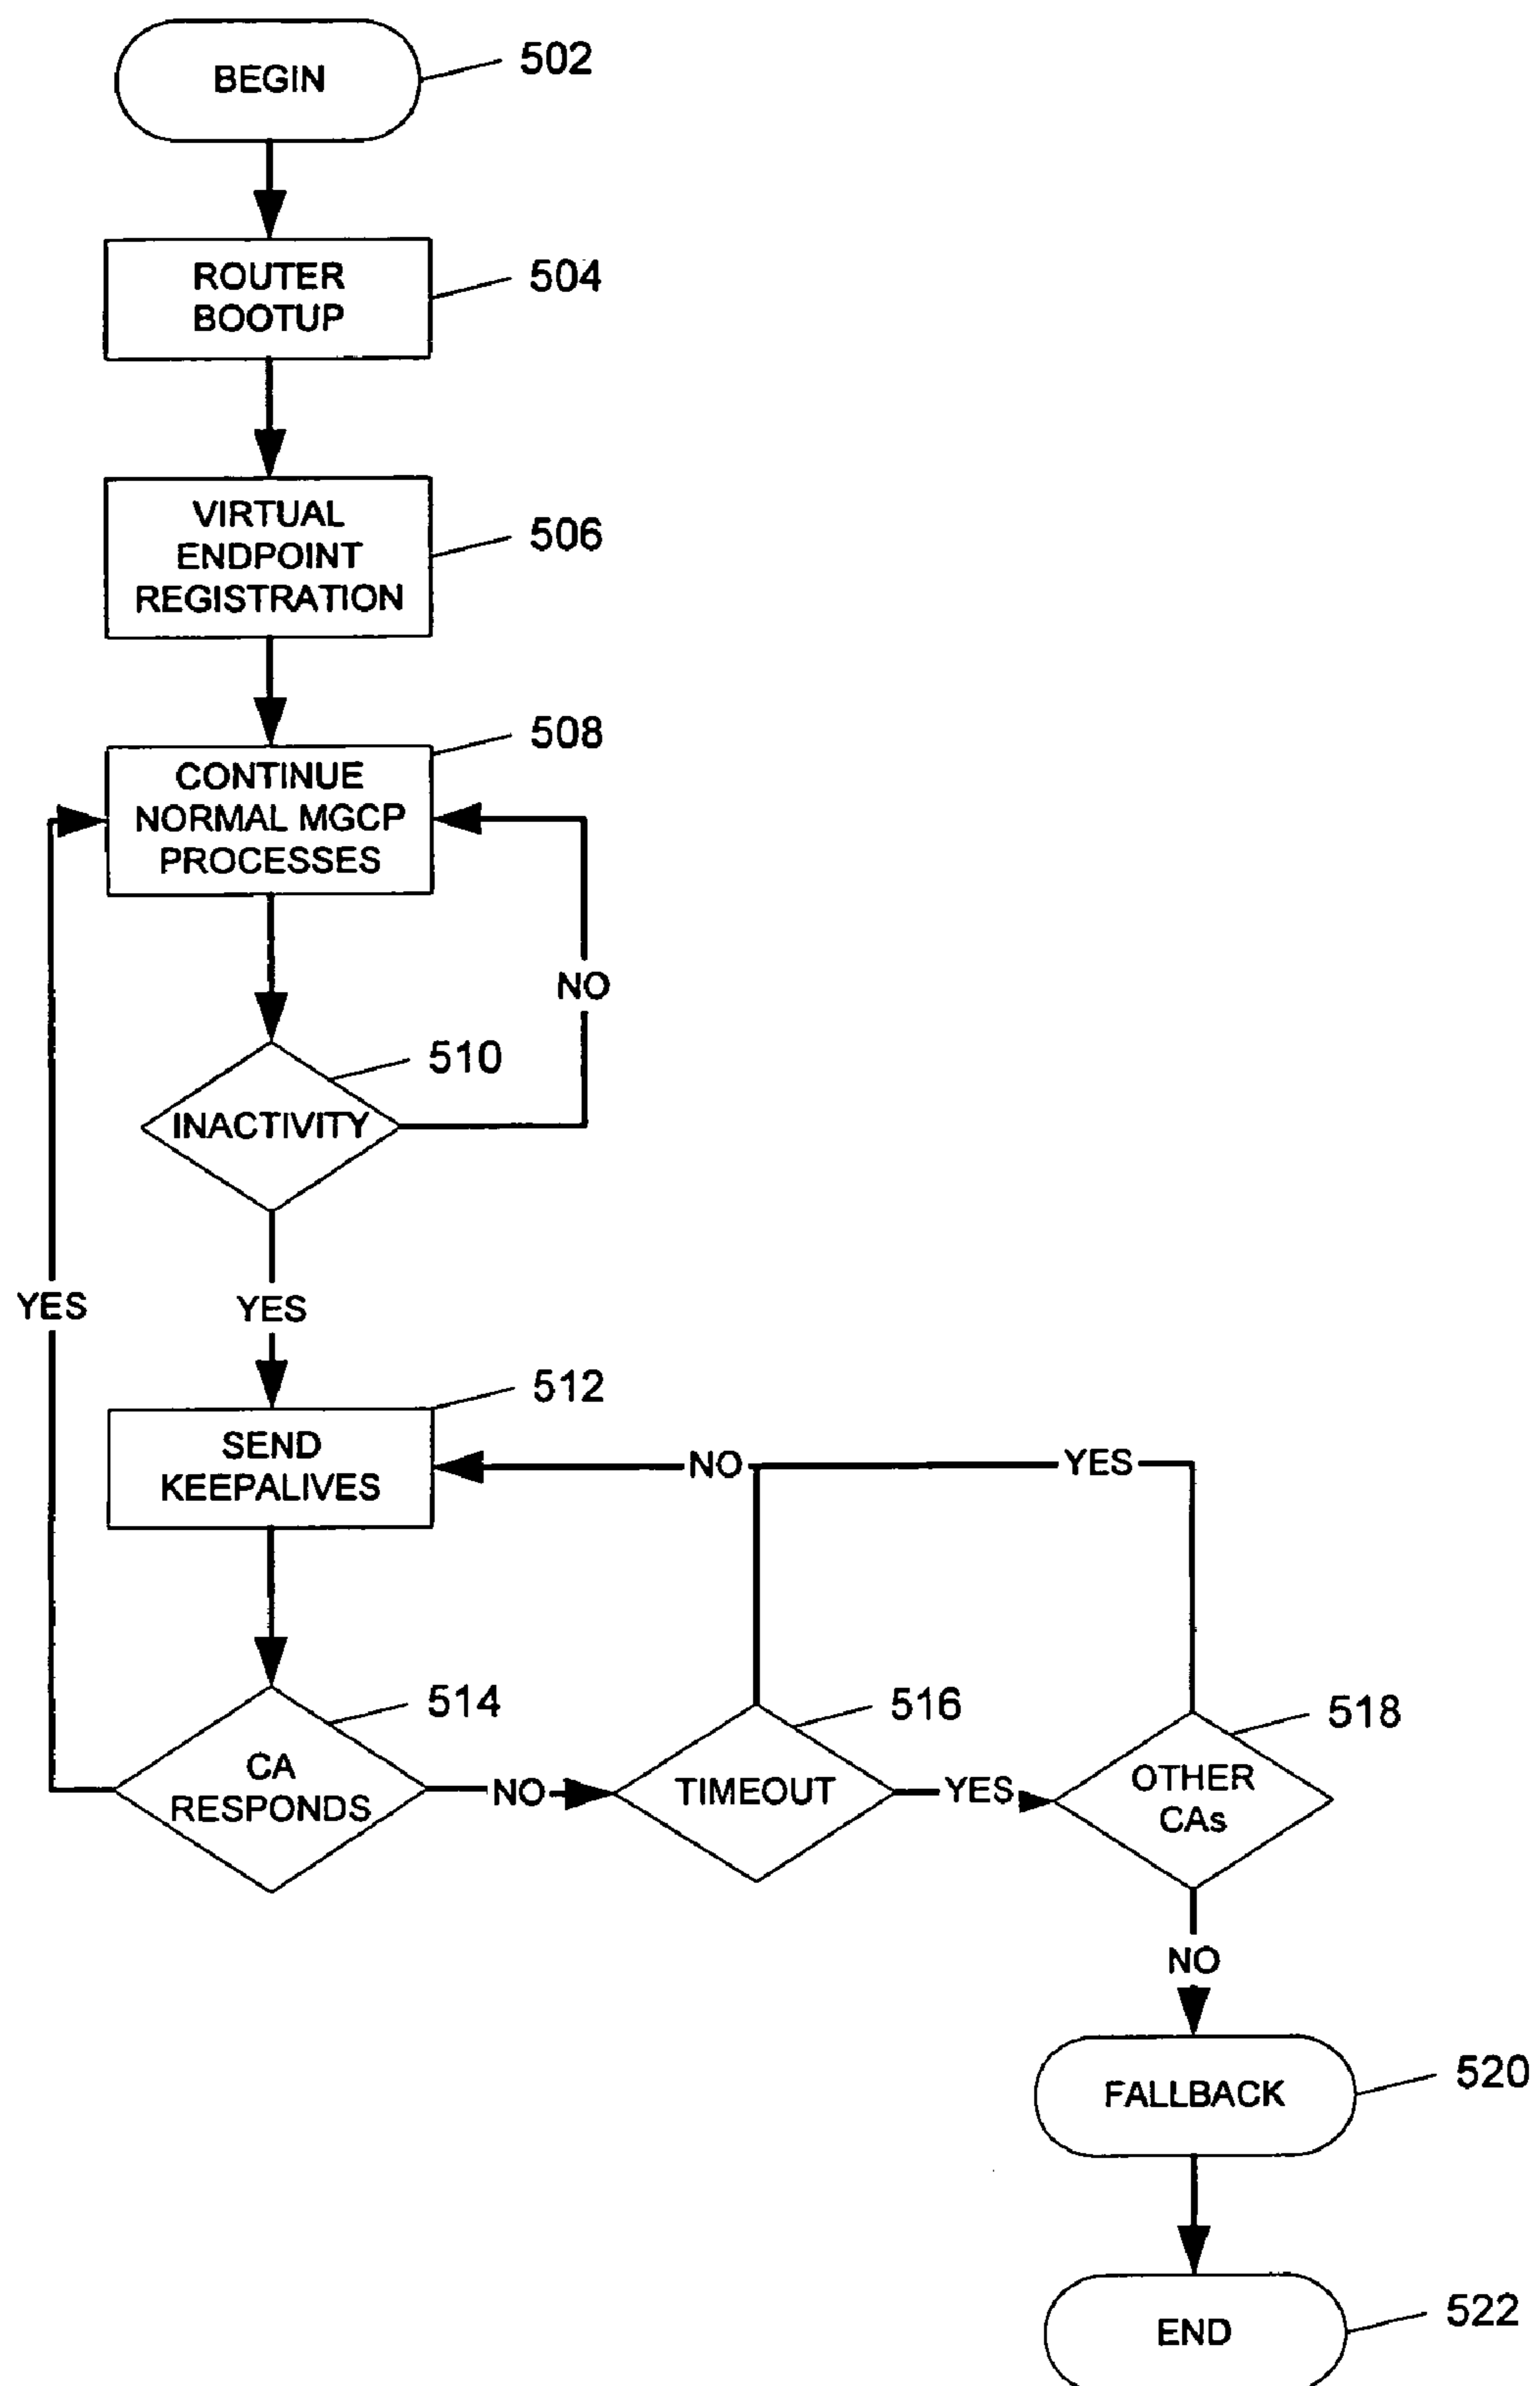 BEGIN
502
ROUTER
BOOTUP
504
VIRTUAL
ENDPOINT
REGISTRATION
506
508
CONTINUE
NORMAL MGCP
PROCESSES
NO
510
INACTIVITY
YES
YES
512
SEND
KEEPALIVES
NO
YES
514
CA
RESPONDS
NO
516
TIMEOUT
YES
518
OTHER
CAs
NO
520
FALLBACK
522
END